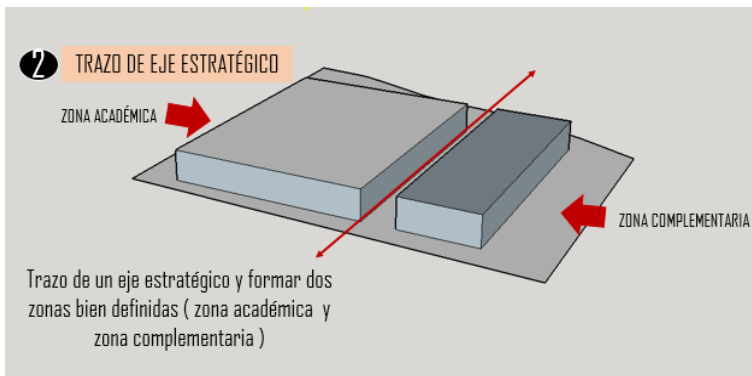 2
TRAZO DE EJE ESTRATÉGICO
ZONA ACADÉMICA
ZONA COMPLEMENTARIA
Trazo de un eje estratégico y formar dos
zonas bien definidas ( zona académica y
zona complementaria )